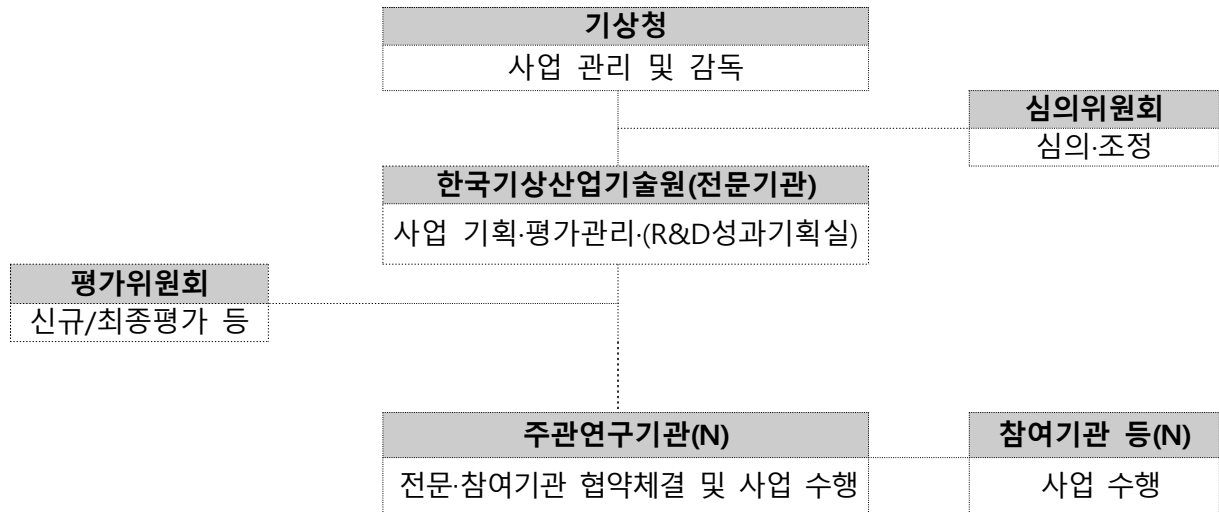 기상청
사업 관리 및 감독
심의위원회
심의·조정
한국기상산업기술원(전문기관)
사업 기획·평가관리·(R&D성과기획실)
평가위원회
신규/최종평가 등
주관연구기관(N)
전문·참여기관 협약체결 및 사업 수행
참여기관 등(N)
사업 수행